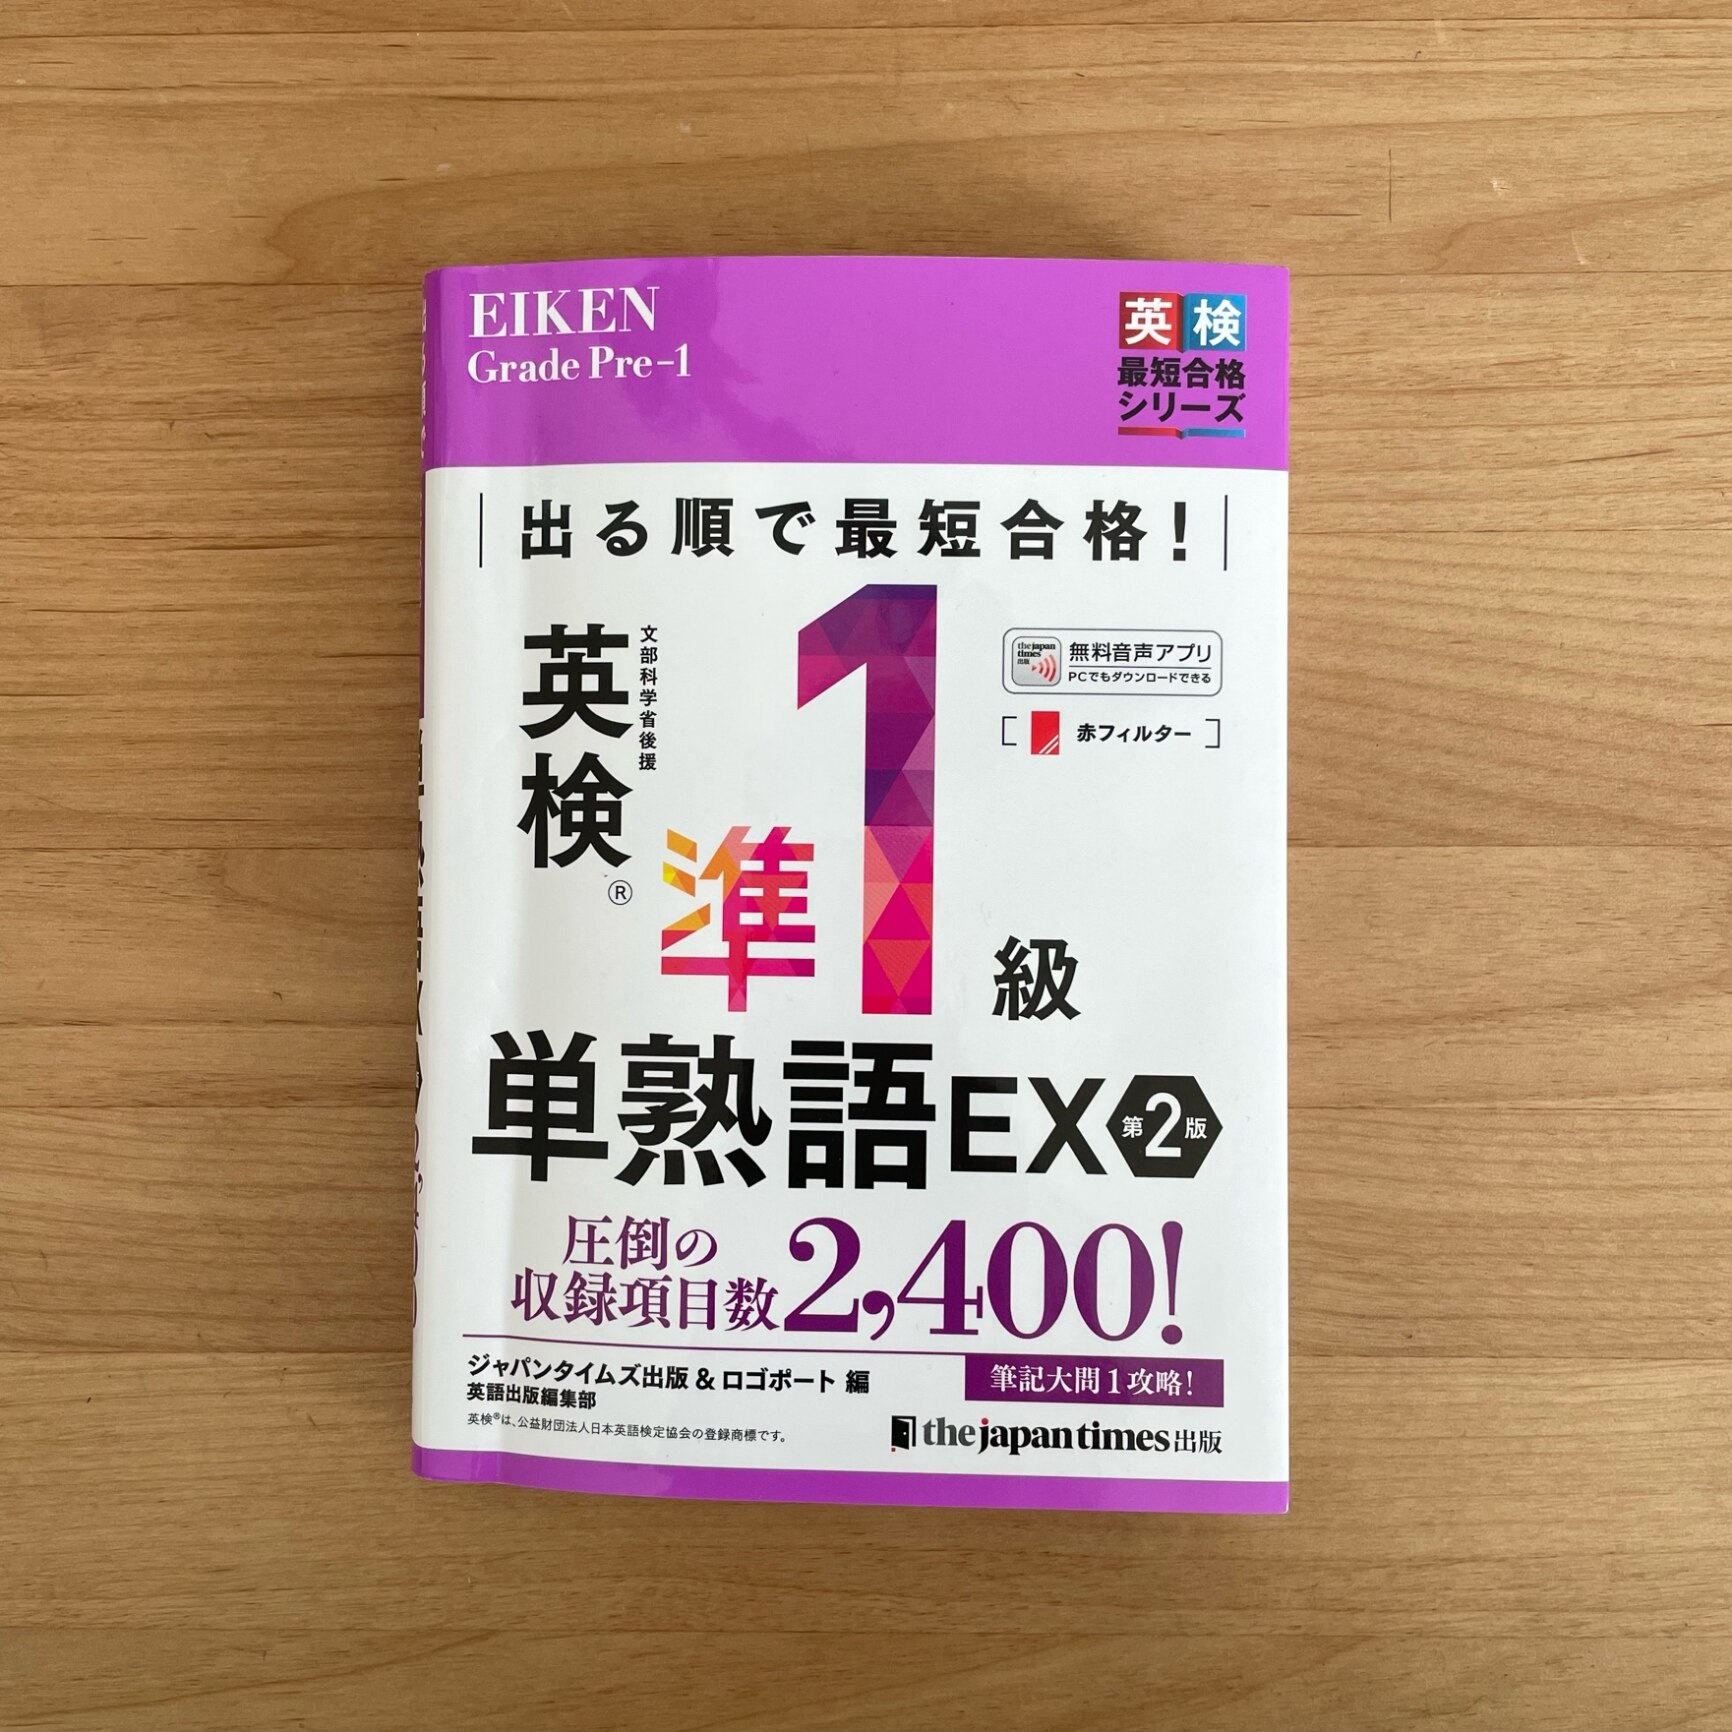 EIKEN
Grade Pre-1
英検
最短合格
シリーズ
出る順で最短合格!
英検®
文部科学省後援
準1級
the japan times 出版
無料音声アプリ
PCでもダウンロードできる
赤フィルター
単熟語EX 第2版
圧倒の
収録項目数2,400!
ジャパンタイムズ出版 & ロゴポート 編
英語出版編集部
英検®は、公益財団法人日本英語検定協会の登録商標です。
筆記大問1攻略!
the japan times 出版